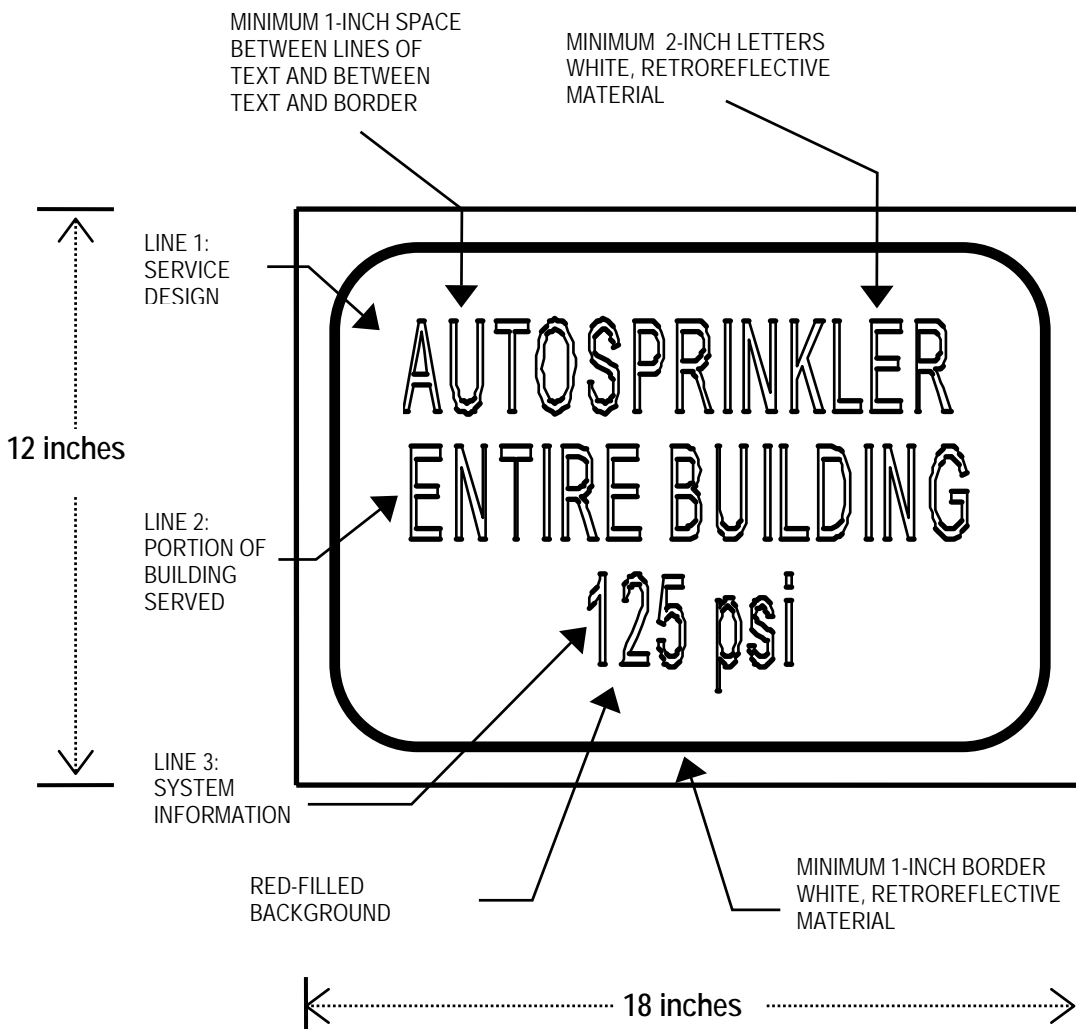 MINIMUM 1-INCH SPACE
BETWEEN LINES OF
TEXT AND BETWEEN
TEXT AND BORDER
MINIMUM 2-INCH LETTERS
WHITE, RETROREFLECTIVE
MATERIAL
LINE 1:
SERVICE
DESIGN
AUTOSPRINKLER
12 inches
ENTIRE BUILDING
LINE 2:
PORTION OF
BUILDING
SERVED
125 psi
LINE 3:
SYSTEM
INFORMATION
RED-FILLED
BACKGROUND
MINIMUM 1-INCH BORDER
WHITE, RETROREFLECTIVE
MATERIAL
18 inches